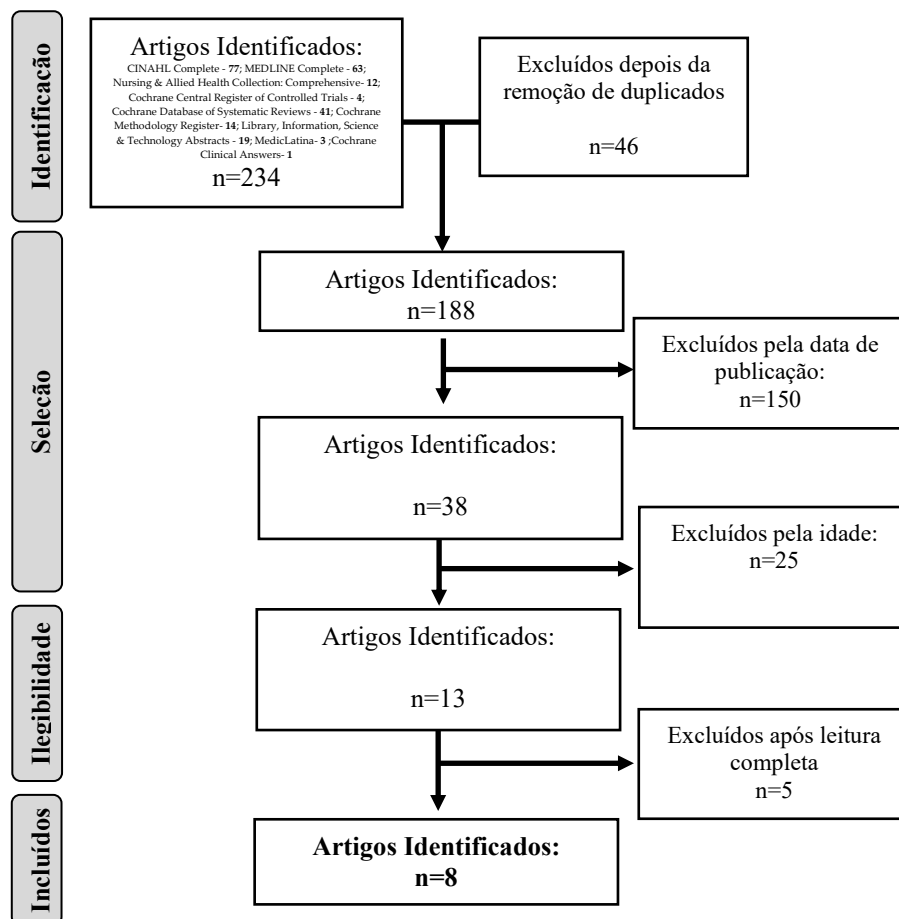 Identificação
Artigos Identificados:
CINAHL Complete - 77; MEDLINE Complete - 63;
Nursing & Allied Health Collection: Comprehensive- 12;
Cochrane Central Register of Controlled Trials - 4;
Cochrane Database of Systematic Reviews - 41; Cochrane
Methodology Register- 14; Library, Information, Science
& Technology Abstracts - 19; MedicLatina- 3 ;Cochrane
Clinical Answers- 1
n=234
Excluídos depois da
remoção de duplicados
n=46
Seleção
Artigos Identificados:
n=188
Excluídos pela data de
publicação:
n=150
Artigos Identificados:
n=38
Excluídos pela idade:
n=25
Ilegibilidade
Artigos Identificados:
n=13
Excluídos após leitura
completa
n=5
Incluídos
Artigos Identificados:
n=8